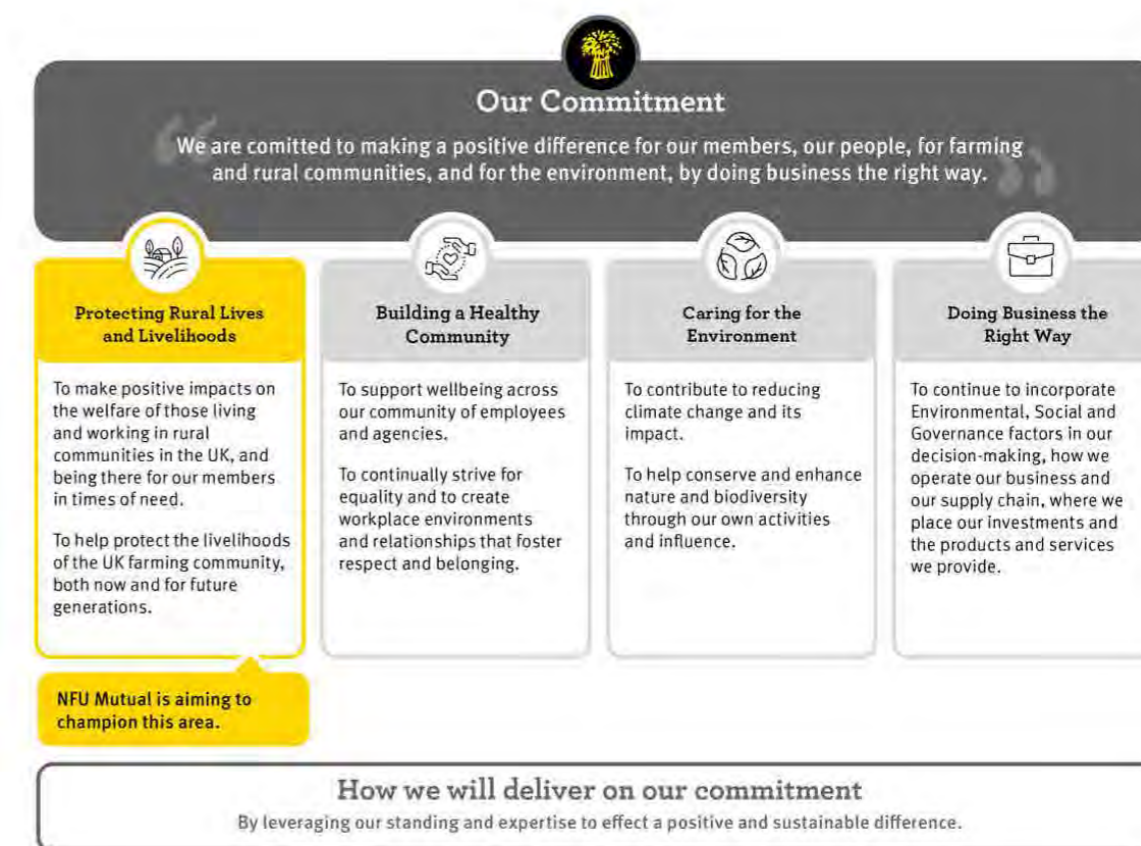 Our Commitment
We are comitted to making a positive difference for our members, our people, for farming
and rural communities, and for the environment, by doing business the right way.
Protecting Rural Lives
and Livelihoods
To make positive impacts on
the welfare of those living
and working in rural
communities in the UK, and
being there for our members
in times of need.
To help protect the livelihoods
of the UK farming community,
both now and for future
generations.
NFU Mutual is aiming to
champion this area.
Building a Healthy
Community
To support wellbeing across
our community of employees
and agencies.
To continually strive for
equality and to create
workplace environments
and relationships that foster
respect and belonging.
Caring for the
Environment
To contribute to reducing
climate change and its
impact.
To help conserve and enhance
nature and biodiversity
through our own activities
and influence.
Doing Business the
Right Way
To continue to incorporate
Environmental, Social and
Governance factors in our
decision-making, how we
operate our business and
our supply chain, where we
place our investments and
the products and services
we provide.
How we will deliver on our commitment
By leveraging our standing and expertise to effect a positive and sustainable difference.